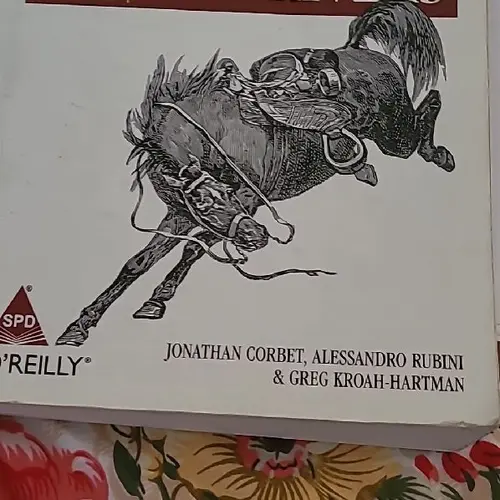 SPD
®
O'REILLY®
JONATHAN CORBET, ALESSANDRO RUBINI
& GREG KROAH-HARTMAN